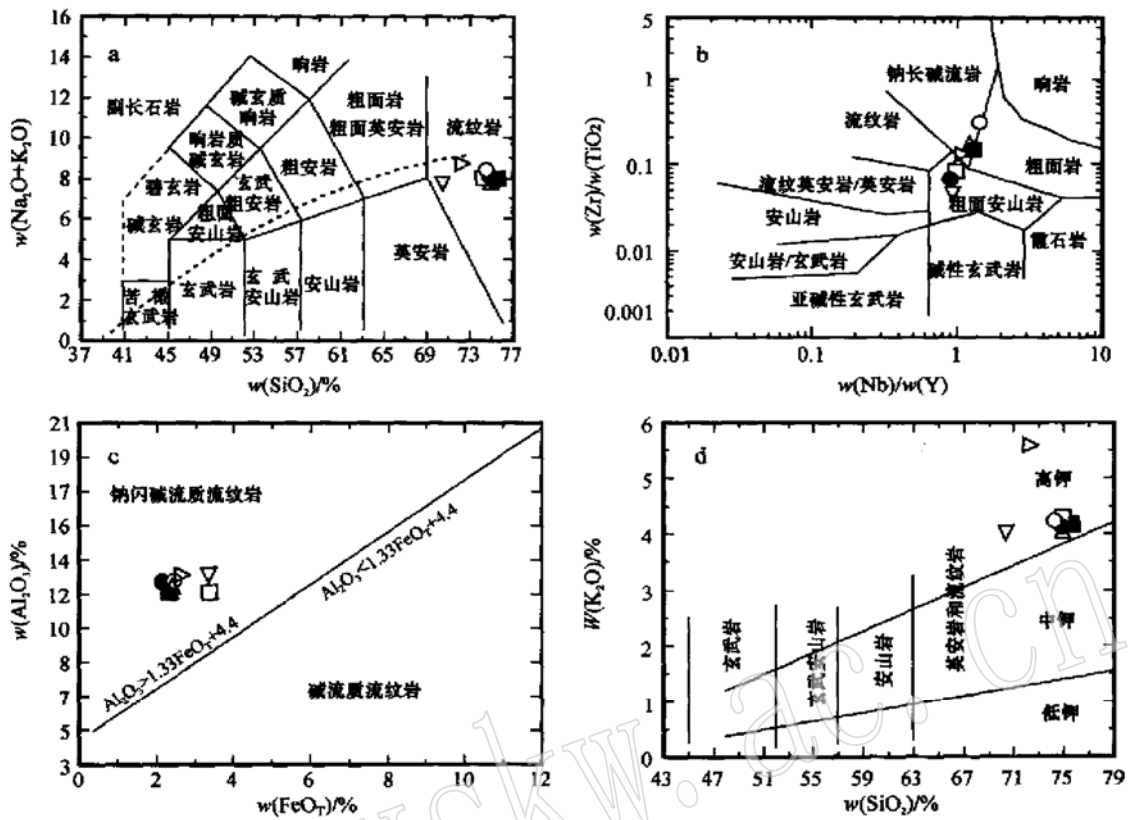 a
16
14
12
10
8
6
4
2
0
w(Na₂O+K₂O)
响岩
副长石岩
碱玄质
响岩
粗面岩
粗面英安岩
流纹岩
响岩质
碱玄岩
粗安岩
碧玄岩
玄武
粗安岩
碱玄岩
粗面
安山岩
英安岩
苦橄
玄武岩
玄武岩
玄武
安山岩
安山岩
37 41 45 49 53 57 61 65 69 73 77
w(SiO₂)/%
b
5
1
0.1
0.01
0.001
w(Zr)/w(TiO₂)
钠长碱流岩
响岩
流纹岩
粗面岩
流纹英安岩/英安岩
粗面安山岩
安山岩
霞石岩
安山岩/玄武岩
碱性玄武岩
亚碱性玄武岩
0.01 0.1 1 10
w(Nb)/w(Y)
c
21
19
17
16
14
12
10
8
7
5
3
w(Al₂O₃)/%
钠闪碱流质流纹岩
Al₂O₃>1.33FeO_T+4.4
Al₂O₃<1.33FeO_T+4.4
碱流质流纹岩
0 2 4 6 8 10 12
w(FeO_T)/%
d
6
5
4
3
2
1
0
W(K₂O)/%
高钾
中钾
低钾
玄武岩
玄武安山岩
安山岩
英安岩和流纹岩
43 47 51 55 59 63 67 71 75 79
w(SiO₂)/%
ckw.ac.cn